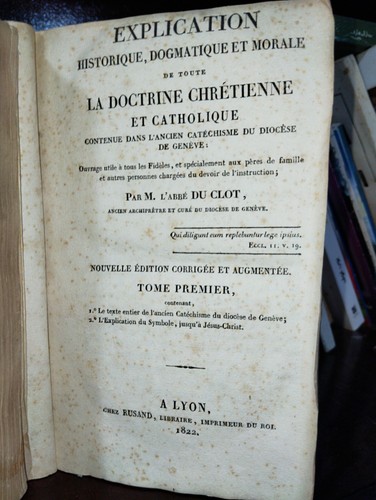 EXPLICATION
HISTORIQUE, DOGMATIQUE ET MORALE
DE TOUTE
LA DOCTRINE CHRÉTIENNE
ET CATHOLIQUE
CONTENUE DANS L'ANCIEN CATÉCHISME DU DIOCÈSE
DE GENÈVE:
Ouvrage utile à tous les Fidèles, et spécialement aux pères de famille
et autres personnes chargées du devoir de l'instruction;
PAR M. L'ABBÉ DU CLOT,
ANCIEN ARCHIPRÊTRE ET CURÉ DU DIOCÈSE DE GENÈVE.
Qui diligunt eum replebuntur lege ipsius.
ECCL. 11. v. 19.
NOUVELLE ÉDITION CORRIGÉE ET AUGMENTÉE.
TOME PREMIER,
contenant,
1.º Le texte entier de l'ancien Catéchisme du diocèse de Genève;
2.º L'Explication du Symbole, jusqu'à Jésus-Christ.
A LYON,
CHEZ RUSAND, LIBRAIRE, IMPRIMEUR DU ROI.
1822.